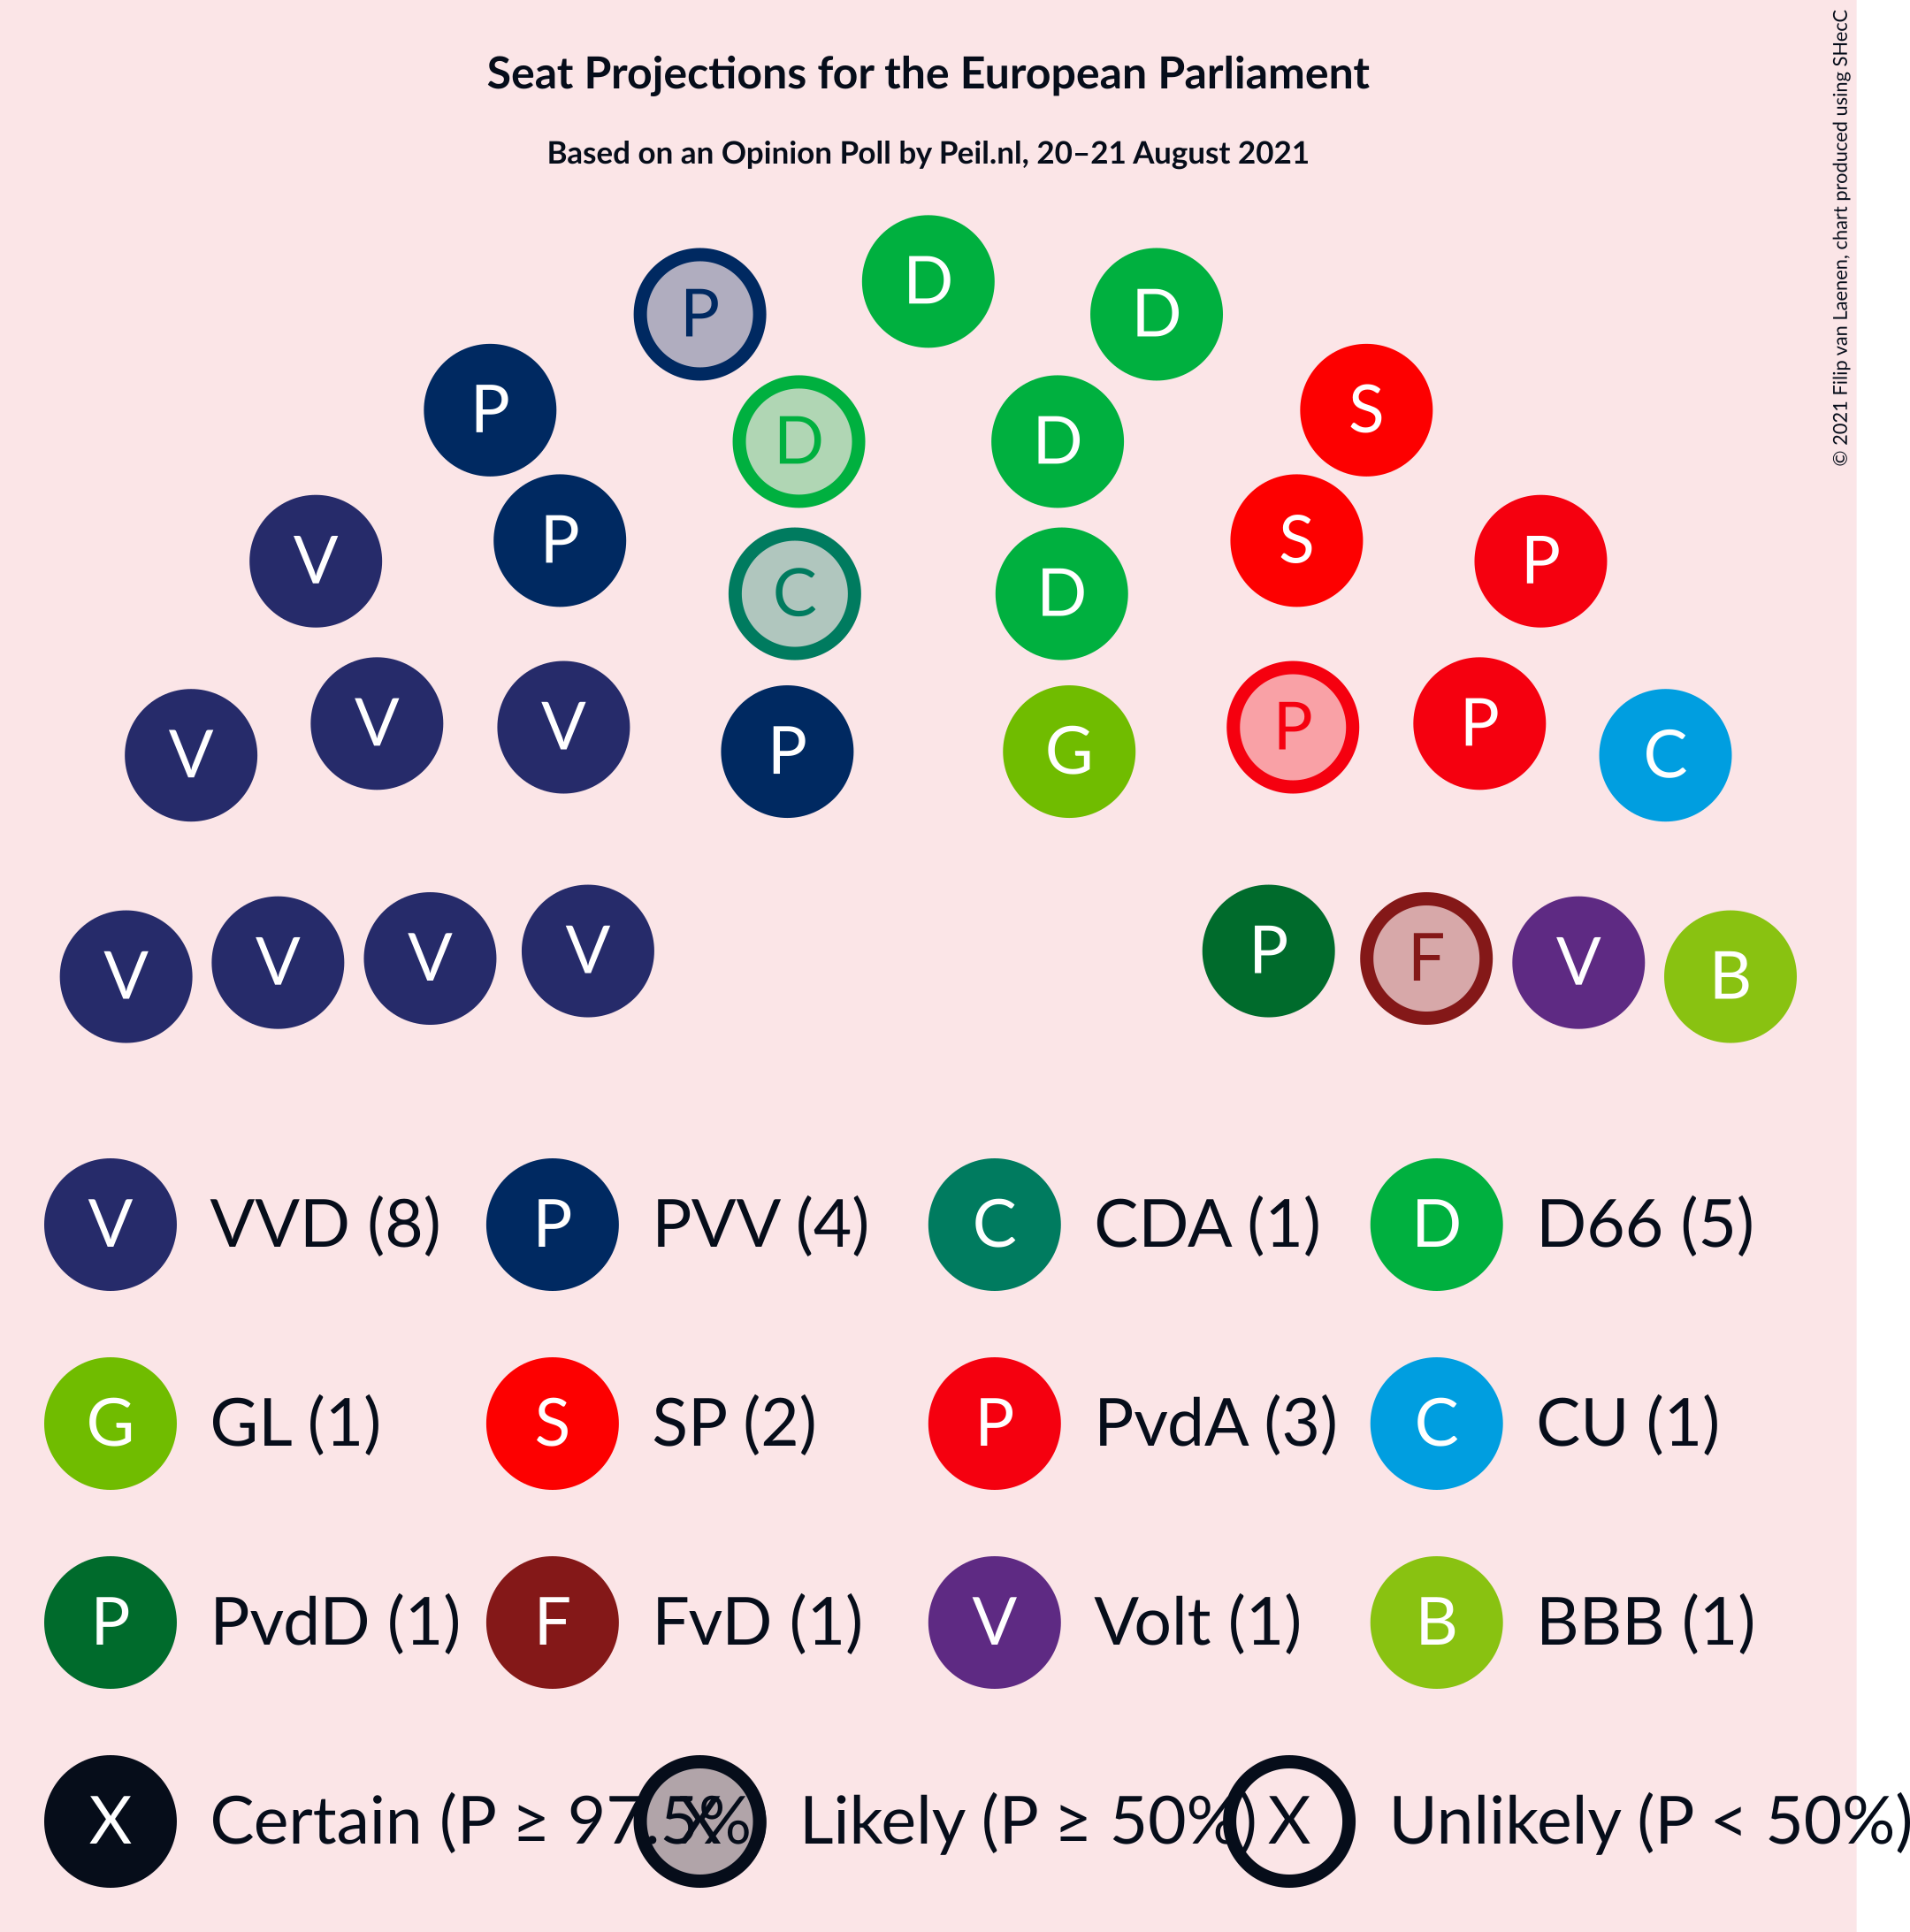 Seat Projections for the European Parliament
Based on an Opinion Poll by Peil.nl, 20–21 August 2021
© 2021 Filip van Laenen, chart produced using SHecC
D
P D
P S
D D
P S
V P
C D
V V P P G P P C
V V V V P F V B
V VVD (8) P PVV (4) C CDA (1) D D66 (5)
G GL (1) S SP (2) P PvdA (3) C CU (1)
P PvdD (1) F FvD (1) V Volt (1) B BBB (1)
X Certain (P ≥ 97.5% X Likely (P ≥ 50%) X Unlikely (P < 50%)